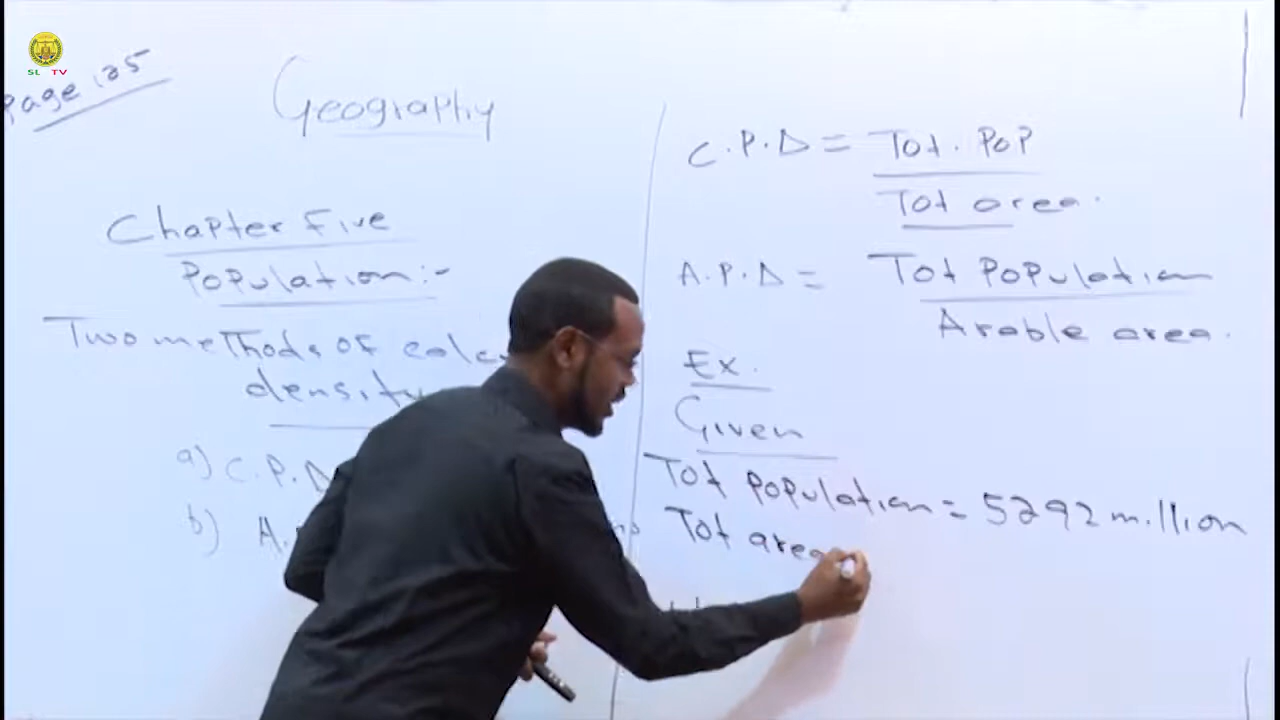 SL TV
Page 125
Geography
Chapter Five
Population:-
Two methods of calc
density
a) C.P.D
b) A.
C.P.D = Tot. POP
Tot area.
A.P.D = Tot Population
Arable area.
Ex.
Given
Tot population = 5292 million
Tot area